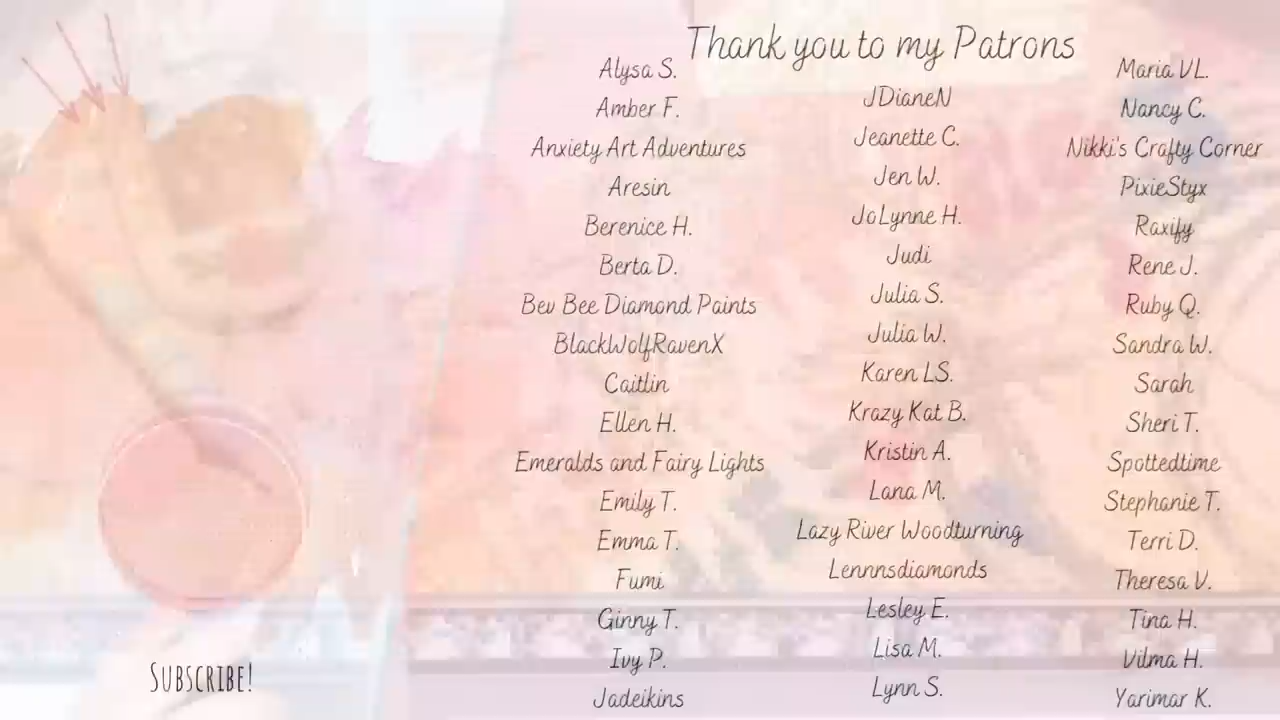 Thank you to my Patrons
Alysa S.
Amber F.
Anxiety Art Adventures
Aresin
Berenice H.
Berta D.
Bev Bee Diamond Paints
BlackWolfRavenX
Caitlin
Ellen H.
Emeralds and Fairy Lights
Emily T.
Emma T.
Fumi
Ginny T.
Ivy P.
Jadeikins
JDianeN
Jeanette C.
Jen W.
JoLynne H.
Judi
Julia S.
Julia W.
Karen LS.
Krazy Kat B.
Kristin A.
Lana M.
Lazy River Woodturning
Lennnsdiamonds
Lesley E.
Lisa M.
Lynn S.
Maria VL.
Nancy C.
Nikki's Crafty Corner
PixieStyx
Raxify
Rene J.
Ruby Q.
Sandra W.
Sarah
Sheri T.
Spottedtime
Stephanie T.
Terri D.
Theresa V.
Tina H.
Vilma H.
Yarimar K.
SUBSCRIBE!